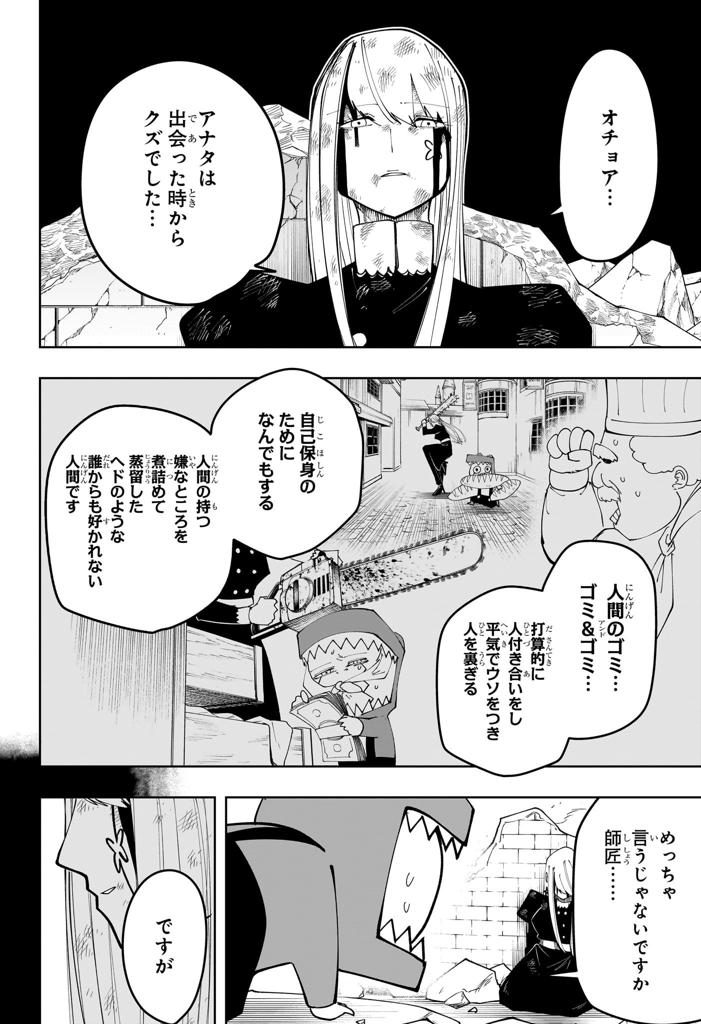 オチョア…
アナタは
出会った時から
クズでした…
人間のゴミ…
ゴミ&ゴミ…
打算的に
人付き合いをし
平気でウソをつき
人を裏ぎる
自己保身の
ために
なんでもする
人間の持つ
嫌なところを
煮詰めて
蒸留した
ヘドのような
誰からも好かれない
人間です
めっちゃ
言うじゃないですか
師匠……
ですが